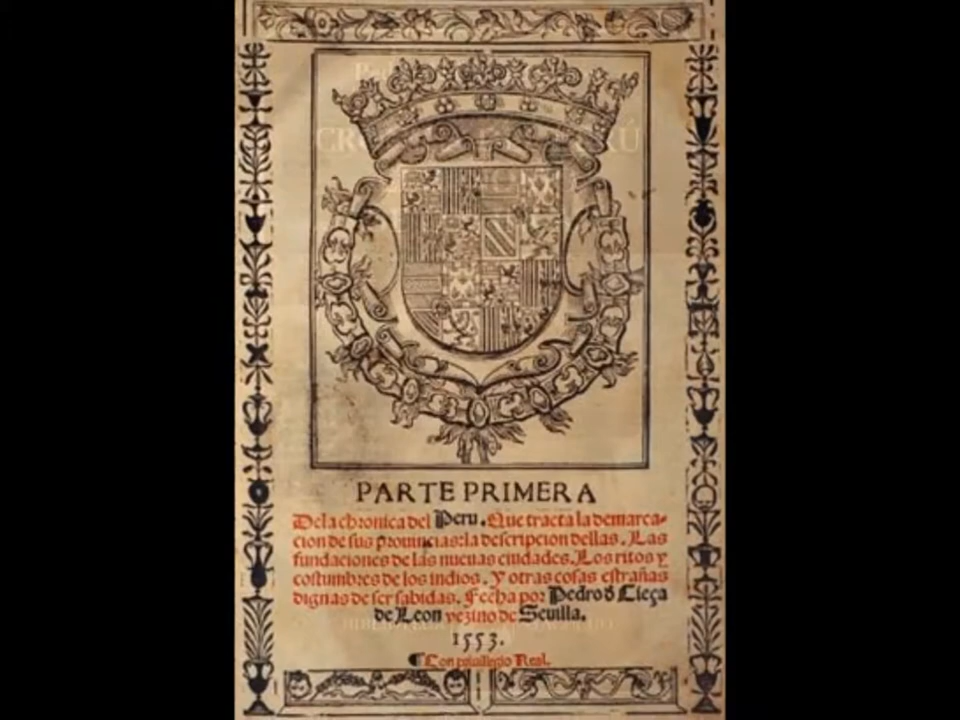 PARTE PRIMERA
Dela chronica del Peru. Que tracta la demarca-
cion de sus prouincias: la descripcion dellas. Las
fundaciones de las nueuas ciudades. Los ritos y
costumbres de los indios. Y otras cosas estrañas
dignas de ser sabidas. Fecha por Pedro d Cieça
de Leon vezino de Seuilla.
1553.
Con priuilegio Real.